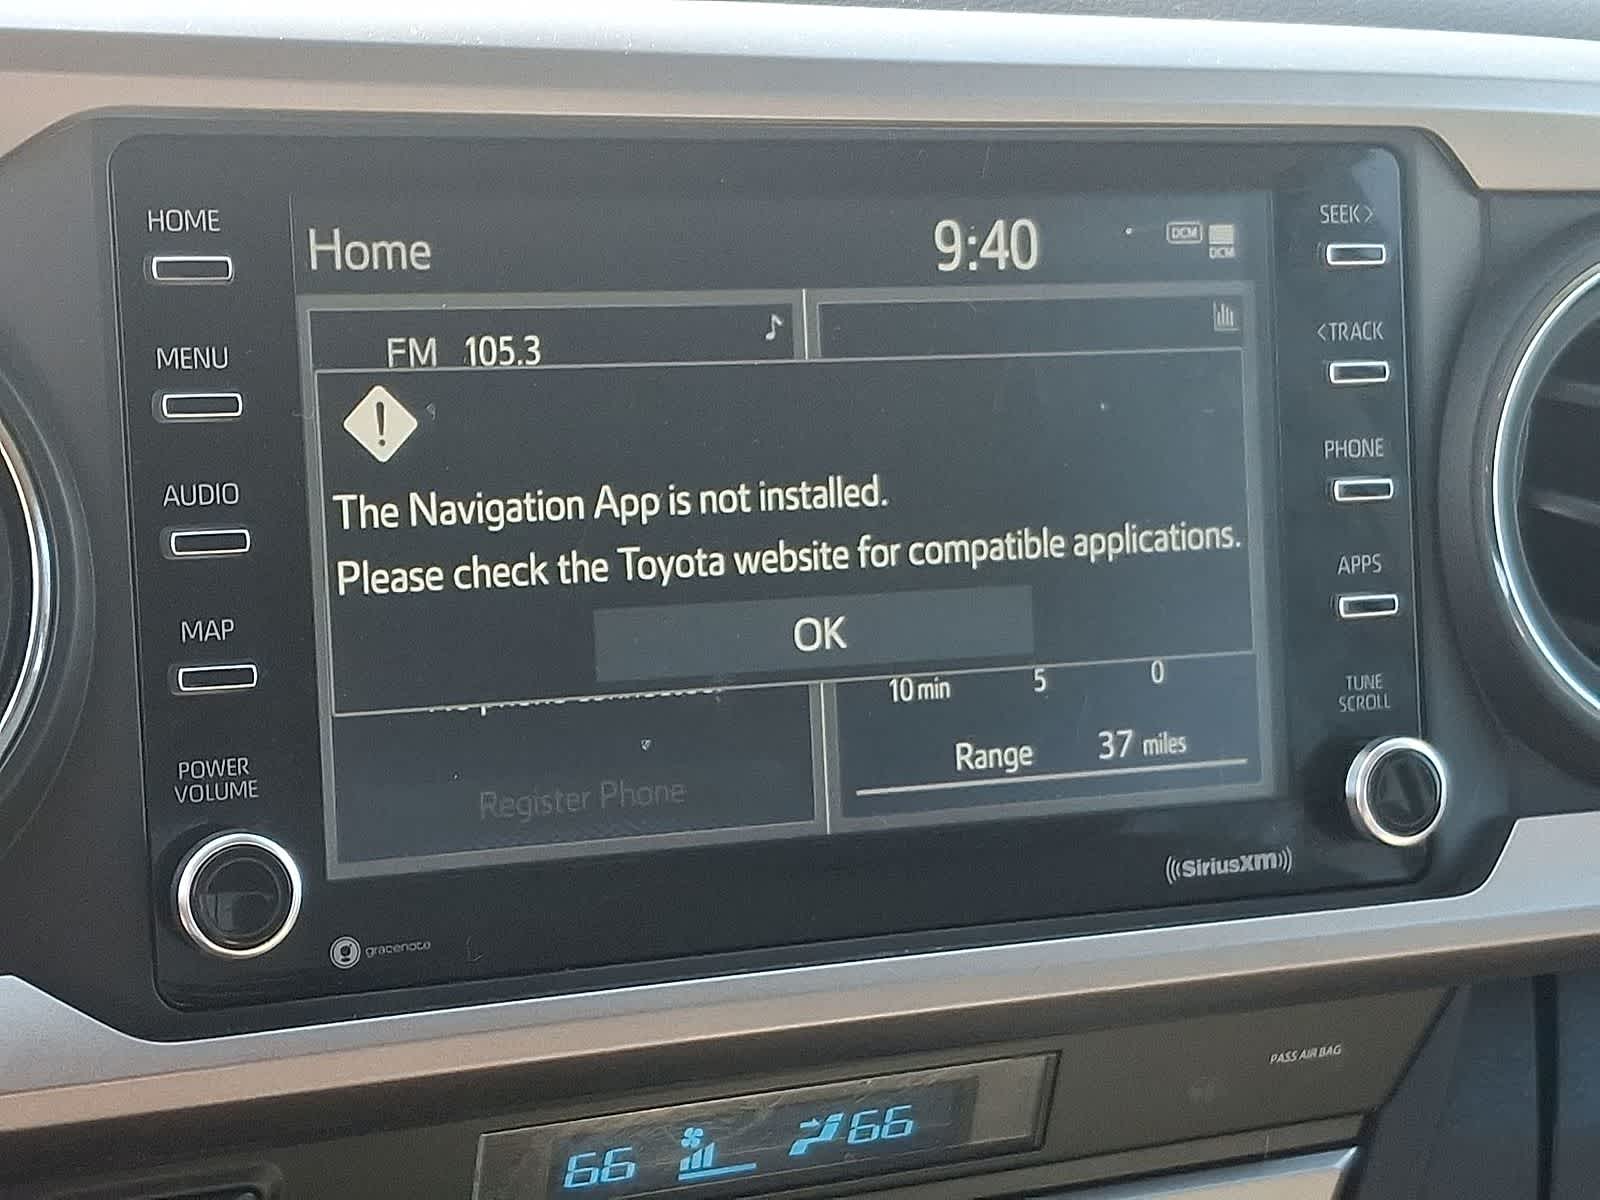 HOME
Home
9:40
DCM
DCM
SEEK>
FM 105.3
<TRACK
MENU
The Navigation App is not installed.
Please check the Toyota website for compatible applications.
OK
PHONE
AUDIO
APPS
MAP
10 min 5 0
Range 37 miles
TUNE
SCROLL
POWER
VOLUME
Register Phone
SiriusXM
gracenote
PASS AIR BAG
66 66